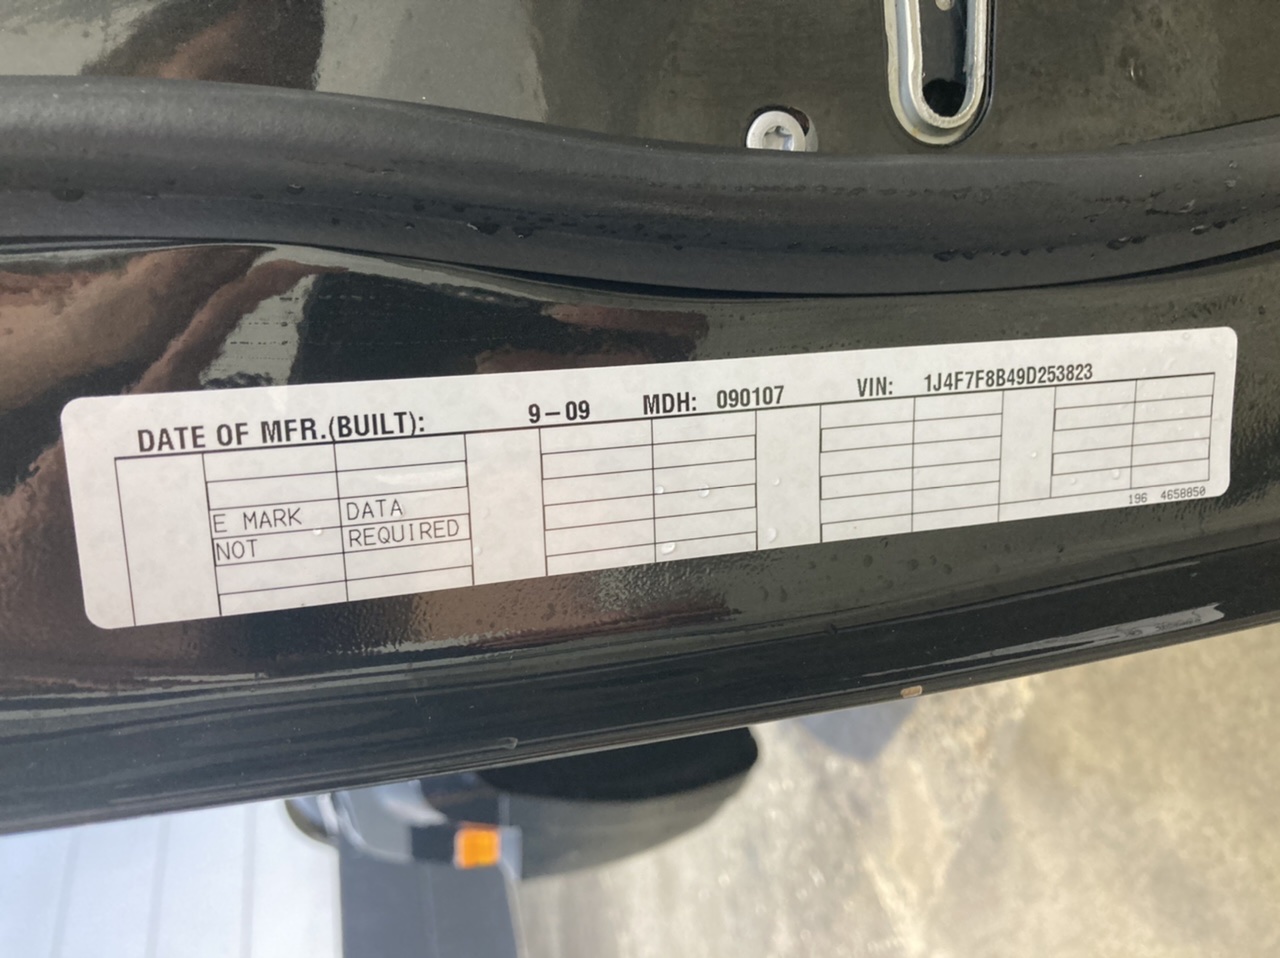 DATE OF MFR.(BUILT): 9-09 MDH: 090107 VIN: 1J4F7F8B49D253823
E MARK DATA
NOT REQUIRED
196 4658850